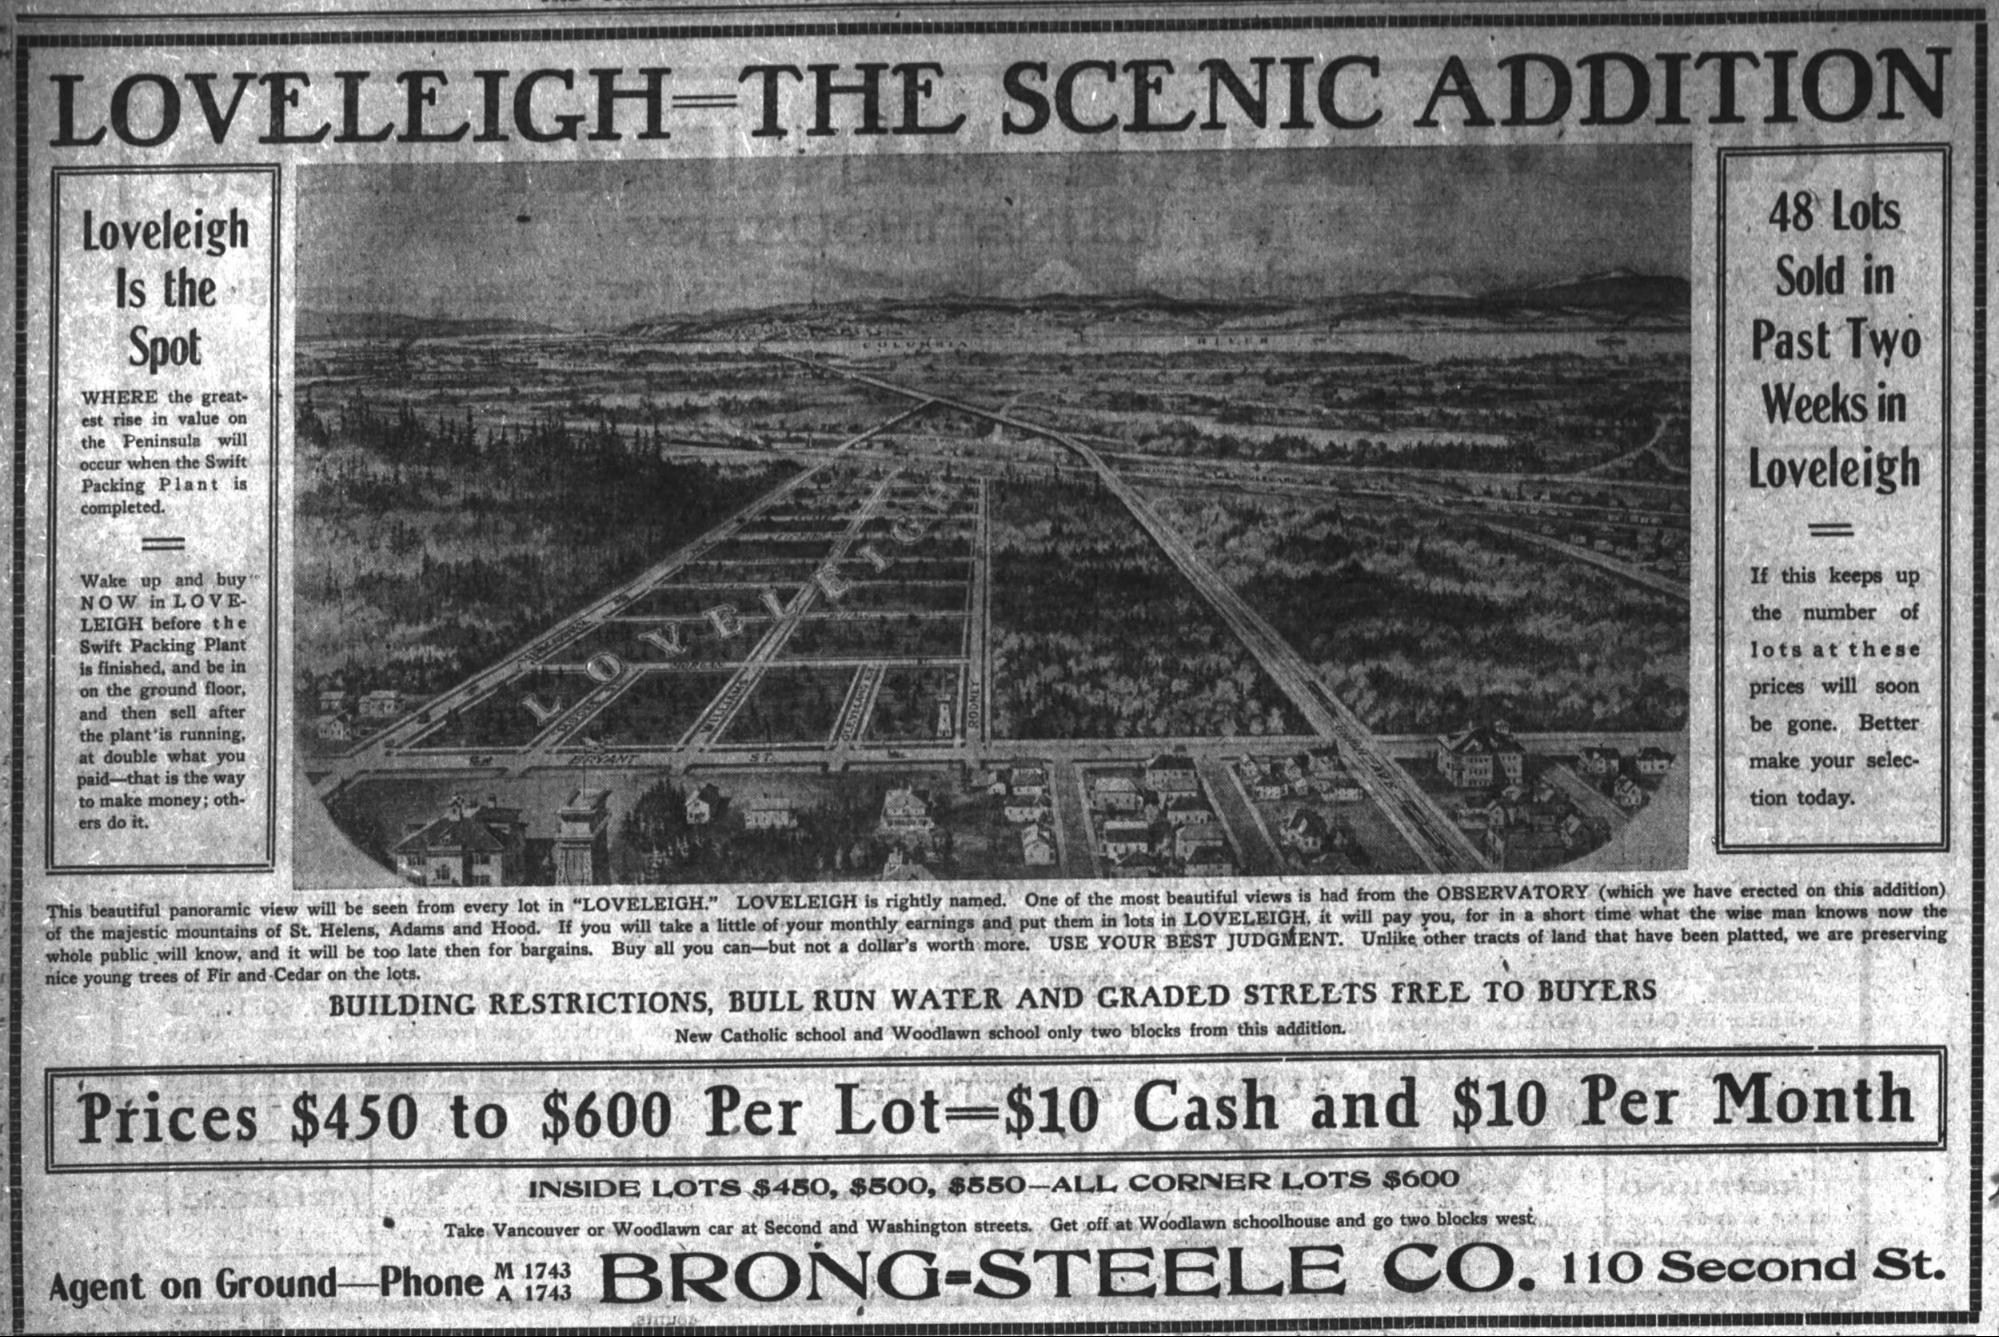 LOVELEIGH=THE SCENIC ADDITION
Loveleigh
Is the
Spot
WHERE the great-
est rise in value on
the Peninsula will
occur when the Swift
Packing Plant is
completed.
Wake up and buy
NOW in LOVE-
LEIGH before the
Swift Packing Plant
is finished, and be in
on the ground floor,
and then sell after
the plant is running,
at double what you
paid—that is the way
to make money; oth-
ers do it.
COLUMBIA RIVER
LOVELEIGH
WILLIAMS
RODNEY
BRYANT ST.
UNION AVE
48 Lots
Sold in
Past Two
Weeks in
Loveleigh
If this keeps up
the number of
lots at these
prices will soon
be gone. Better
make your selec-
tion today.
This beautiful panoramic view will be seen from every lot in "LOVELEIGH." LOVELEIGH is rightly named. One of the most beautiful views is had from the OBSERVATORY (which we have erected on this addition)
of the majestic mountains of St. Helens, Adams and Hood. If you will take a little of your monthly earnings and put them in lots in LOVELEIGH, it will pay you, for in a short time what the wise man knows now the
whole public will know, and it will be too late then for bargains. Buy all you can—but not a dollar's worth more. USE YOUR BEST JUDGMENT. Unlike other tracts of land that have been platted, we are preserving
nice young trees of Fir and Cedar on the lots.
BUILDING RESTRICTIONS, BULL RUN WATER AND GRADED STREETS FREE TO BUYERS
New Catholic school and Woodlawn school only two blocks from this addition.
Prices $450 to $600 Per Lot=$10 Cash and $10 Per Month
INSIDE LOTS $450, $500, $550—ALL CORNER LOTS $600
Take Vancouver or Woodlawn car at Second and Washington streets. Get off at Woodlawn schoolhouse and go two blocks west.
Agent on Ground—Phone M 1743 A 1743 BRONG=STEELE CO. 110 Second St.